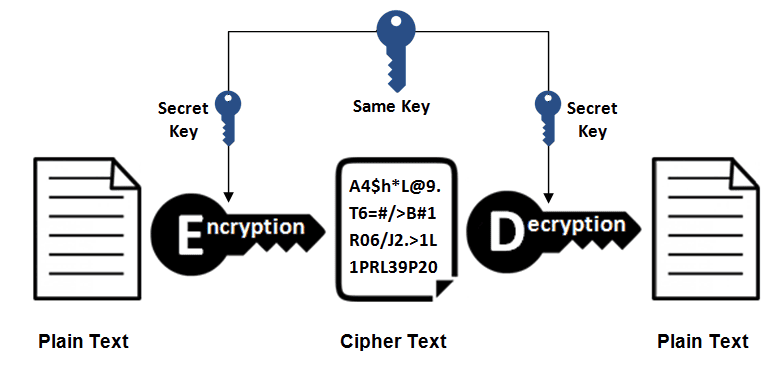 Same Key
Secret
Key
Secret
Key
Encryption
A4$h*L@9.
T6=#/>B#1
R06/J2.>1L
1PRL39P20
Decryption
Plain Text
Cipher Text
Plain Text